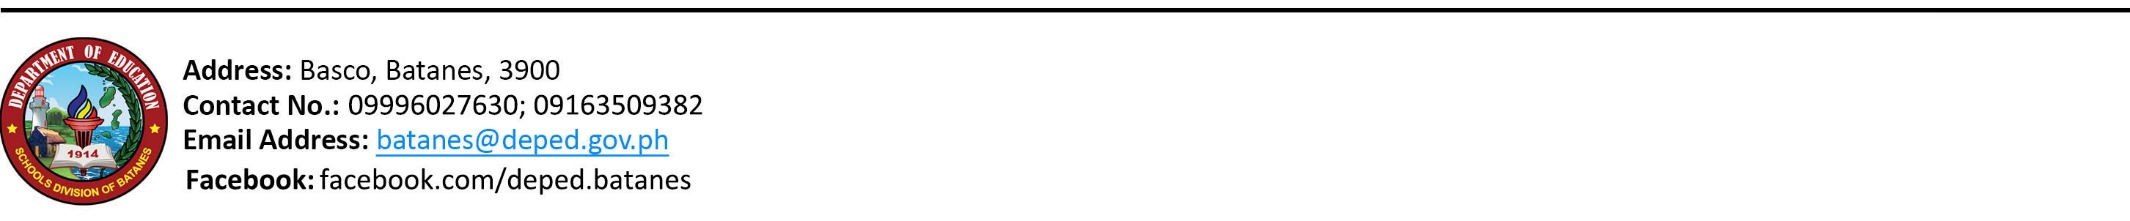 DEPARTMENT OF EDUCATION
1914
SCHOOLS DIVISION OF BATANES
Address: Basco, Batanes, 3900
Contact No.: 09996027630; 09163509382
Email Address: batanes@deped.gov.ph
Facebook: facebook.com/deped.batanes